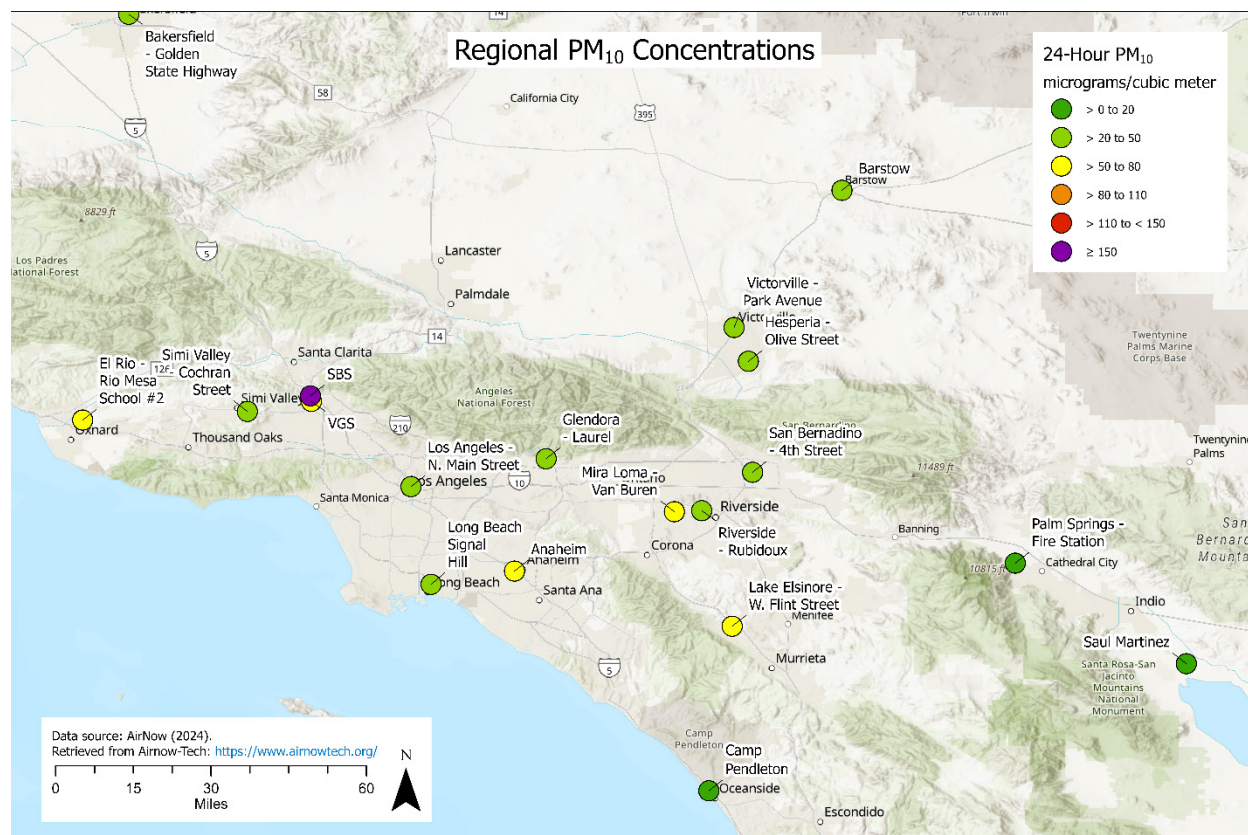 Regional PM₁₀ Concentrations
24-Hour PM₁₀
micrograms/cubic meter
> 0 to 20
> 20 to 50
> 50 to 80
> 80 to 110
> 110 to < 150
≥ 150
14
Bakersfield
- Golden
State Highway
58
5
California City
395
Barstow
Barstow
8829 ft
5
Los Padres
National Forest
Lancaster
Palmdale
14
Victorville -
Park Avenue
Hesperia -
Olive Street
Twentynine
Palms Marine
Corps Base
Santa Clarita
126
El Rio -
Rio Mesa
School #2
Simi Valley
- Cochran
Street
Simi Valley
SBS
VGS
Oxnard
Thousand Oaks
210
Angeles
National Forest
Glendora
- Laurel
Los Angeles -
N. Main Street
Los Angeles
10
San Bernadino
- 4th Street
San Bernardino
11489 ft
Twentynine
Palms
Santa Monica
Mira Loma -
Van Buren
Riverside
Riverside
- Rubidoux
Corona
Banning
Long Beach
Signal
Hill
Long Beach
Anaheim
Anaheim
Santa Ana
Palm Springs -
Fire Station
10815 ft
Cathedral City
San
Mount
Lake Elsinore -
W. Flint Street
Menifee
Murrieta
Indio
Saul Martinez
Santa Rosa-San
Jacinto
Mountains
National
Monument
5
Camp
Pendleton
Camp
Pendleton
Oceanside
Escondido
Data source: AirNow (2024).
Retrieved from Airnow-Tech: https://www.airnowtech.org/
0 15 30 60
Miles
N